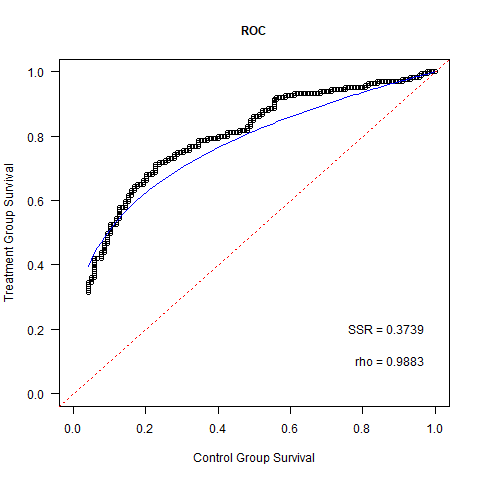 ROC
Treatment Group Survival
1.0
0.8
0.6
0.4
0.2
0.0
SSR = 0.3739
rho = 0.9883
0.0 0.2 0.4 0.6 0.8 1.0
Control Group Survival